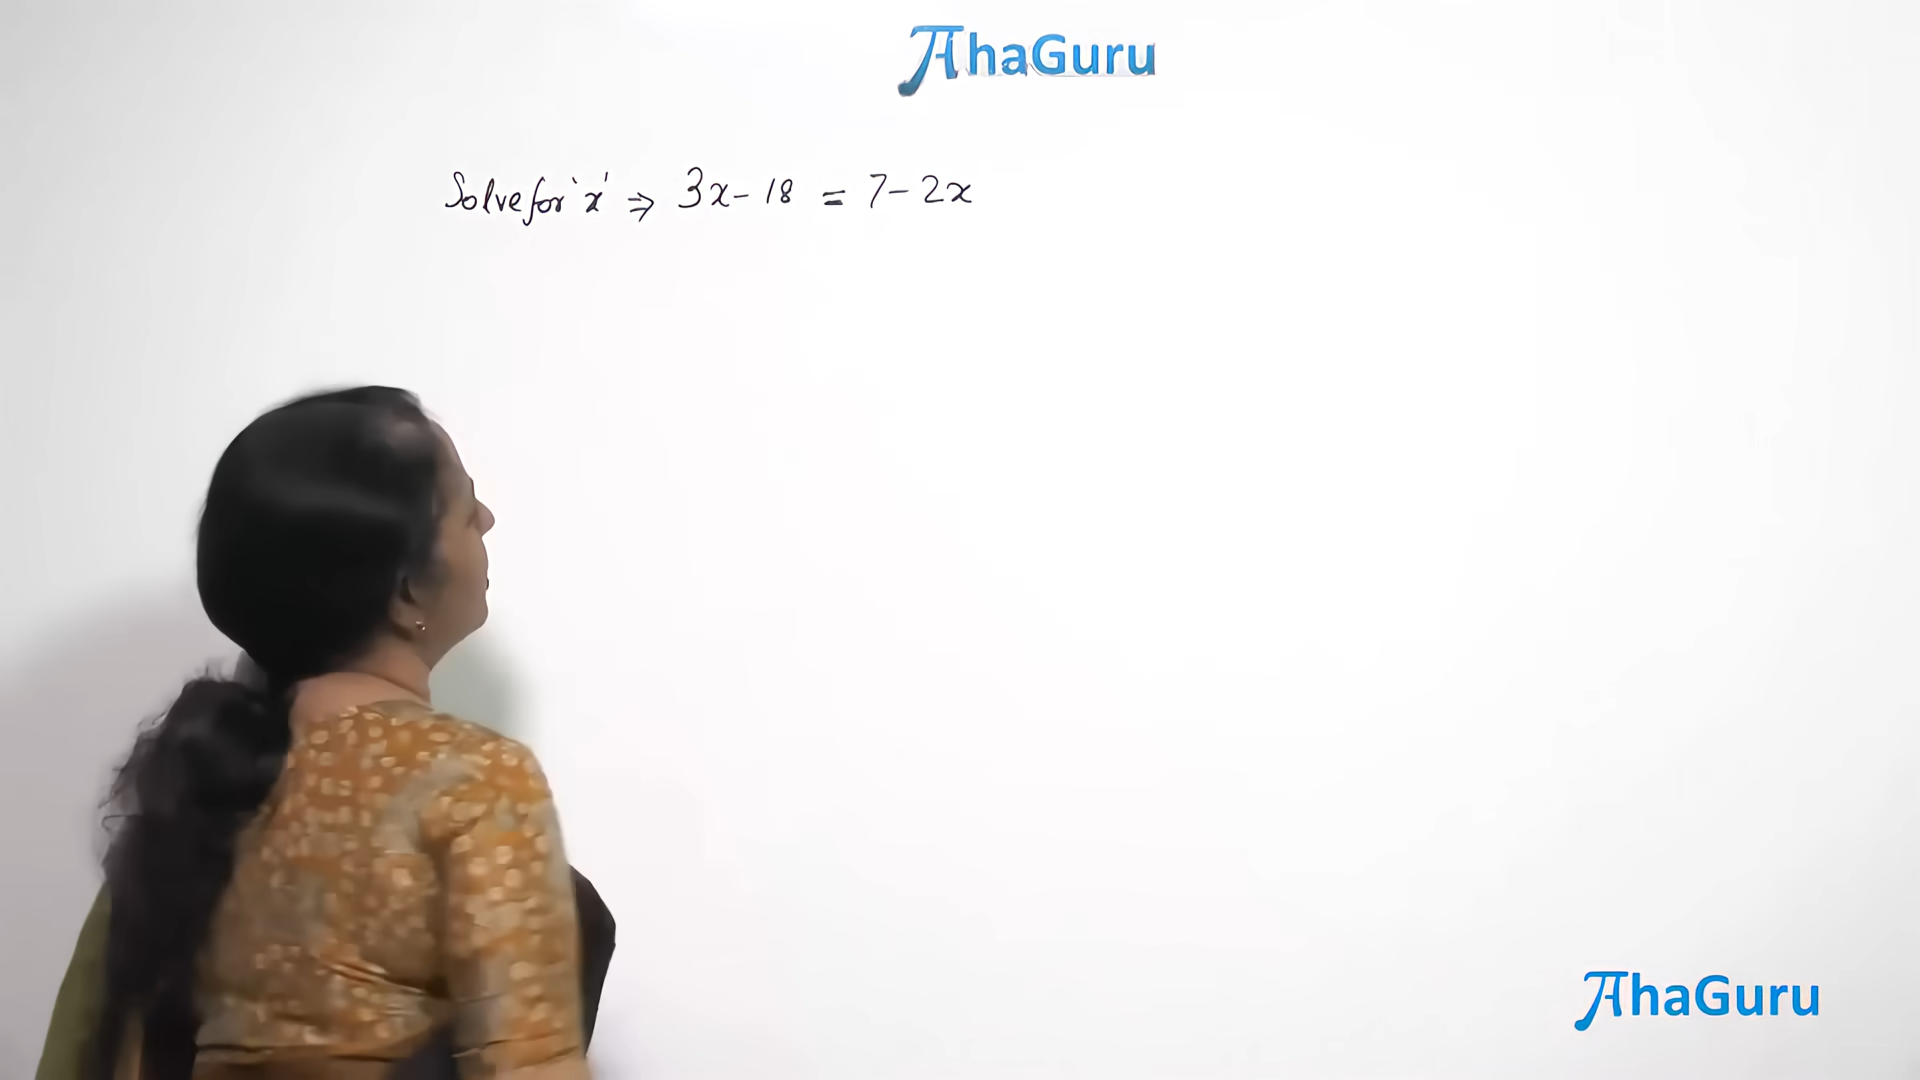 AhaGuru
Solve for 'x' ⇒ 3x - 18 = 7 - 2x
AhaGuru